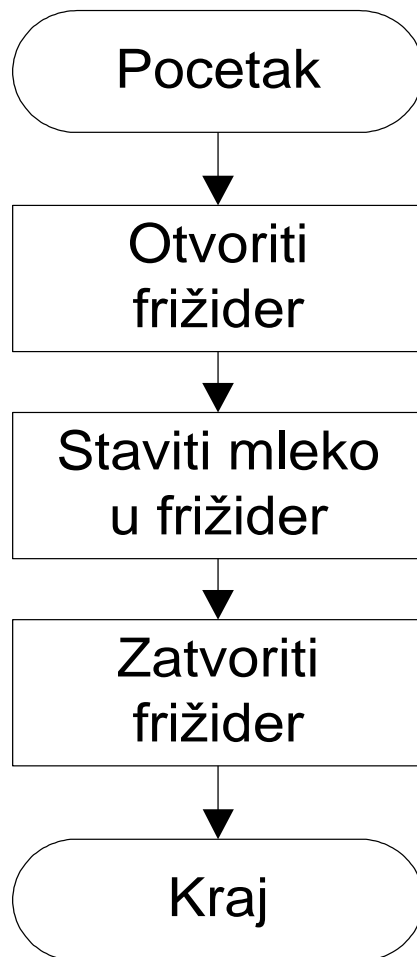 Pocetak
Otvoriti
frižider
Staviti mleko
u frižider
Zatvoriti
frižider
Kraj